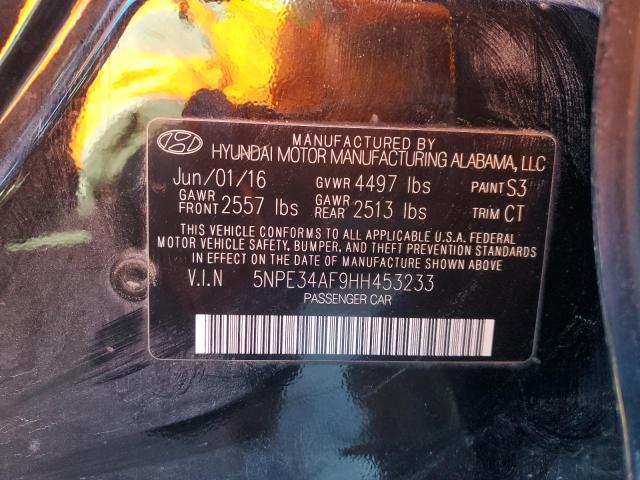 MANUFACTURED BY
HYUNDAI MOTOR MANUFACTURING ALABAMA, LLC
Jun/01/16 GVWR 4497 lbs PAINT S3
GAWR FRONT 2557 lbs GAWR REAR 2513 lbs TRIM CT
THIS VEHICLE CONFORMS TO ALL APPLICABLE U.S.A. FEDERAL
MOTOR VEHICLE SAFETY, BUMPER, AND THEFT PREVENTION STANDARDS
IN EFFECT ON THE DATE OF MANUFACTURE SHOWN ABOVE
V.I.N 5NPE34AF9HH453233
PASSENGER CAR